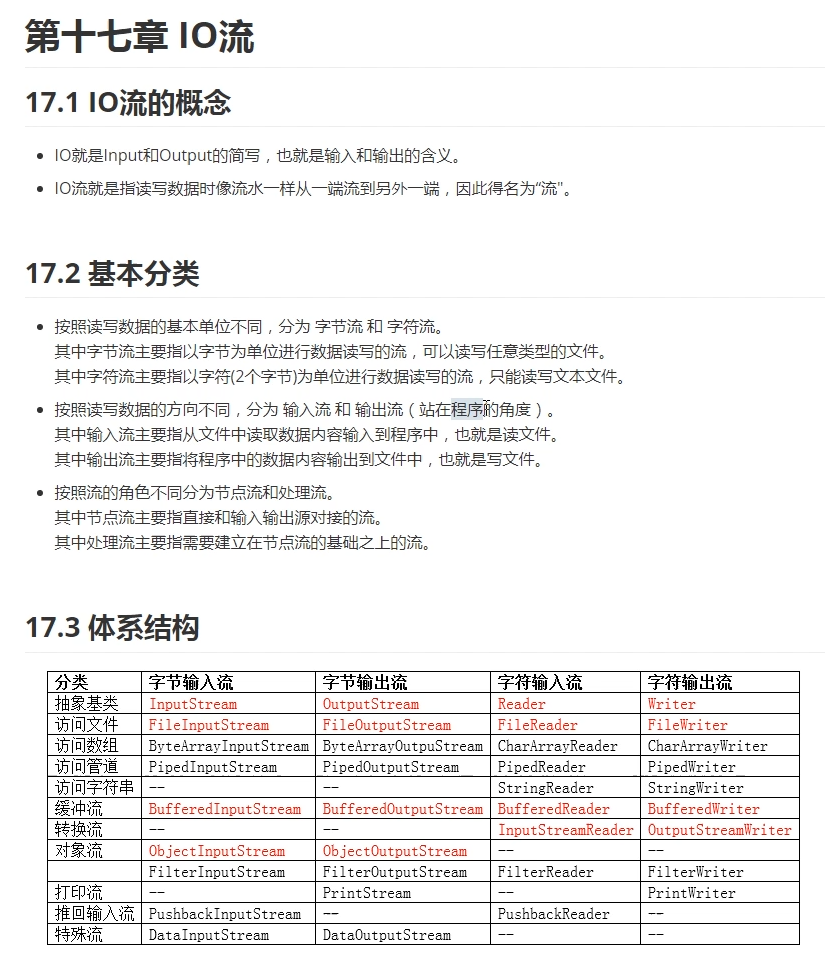 第十七章 IO流
17.1 IO流的概念
IO就是Input和Output的简写，也就是输入和输出的含义。
IO流就是指读写数据时像流水一样从一端流到另外一端，因此得名为“流"。
17.2 基本分类
按照读写数据的基本单位不同，分为 字节流 和 字符流。
其中字节流主要指以字节为单位进行数据读写的流，可以读写任意类型的文件。
其中字符流主要指以字符(2个字节)为单位进行数据读写的流，只能读写文本文件。
按照读写数据的方向不同，分为 输入流 和 输出流（站在程序的角度）。
其中输入流主要指从文件中读取数据内容输入到程序中，也就是读文件。
其中输出流主要指将程序中的数据内容输出到文件中，也就是写文件。
按照流的角色不同分为节点流和处理流。
其中节点流主要指直接和输入输出源对接的流。
其中处理流主要指需要建立在节点流的基础之上的流。
17.3 体系结构
分类 字节输入流 字节输出流 字符输入流 字符输出流
抽象基类 InputStream OutputStream Reader Writer
访问文件 FileInputStream FileOutputStream FileReader FileWriter
访问数组 ByteArrayInputStream ByteArrayOutpuStream CharArrayReader CharArrayWriter
访问管道 PipedInputStream PipedOutputStream PipedReader PipedWriter
访问字符串 -- -- StringReader StringWriter
缓冲流 BufferedInputStream BufferedOutputStream BufferedReader BufferedWriter
转换流 -- -- InputStreamReader OutputStreamWriter
对象流 ObjectInputStream ObjectOutputStream -- --
FilterInputStream FilterOutputStream FilterReader FilterWriter
打印流 -- PrintStream -- PrintWriter
推回输入流 PushbackInputStream -- PushbackReader --
特殊流 DataInputStream DataOutputStream -- --